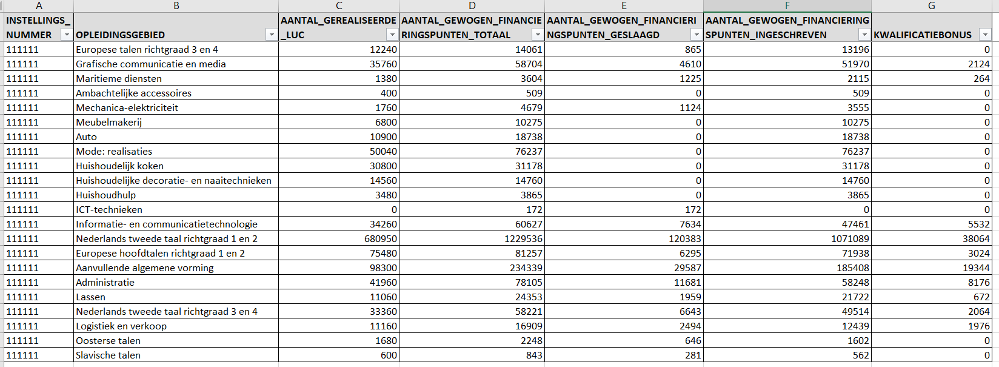 A B C D E F G
INSTELLINGS_ AANTAL_GEREALISEERDE AANTAL_GEWOGEN_FINANCIE AANTAL_GEWOGEN_FINANCIERI AANTAL_GEWOGEN_FINANCIERING
NUMMER OPLEIDINGSGEBIED _LUC RINGSPUNTEN_TOTAAL NGSPUNTEN_GESLAAGD SPUNTEN_INGESCHREVEN KWALIFICATIEBONUS
111111 Europese talen richtgraad 3 en 4 12240 14061 865 13196 0
111111 Grafische communicatie en media 35760 58704 4610 51970 2124
111111 Maritieme diensten 1380 3604 1225 2115 264
111111 Ambachtelijke accessoires 400 509 0 509 0
111111 Mechanica-elektriciteit 1760 4679 1124 3555 0
111111 Meubelmakerij 6800 10275 0 10275 0
111111 Auto 10900 18738 0 18738 0
111111 Mode: realisaties 50040 76237 0 76237 0
111111 Huishoudelijk koken 30800 31178 0 31178 0
111111 Huishoudelijke decoratie- en naaitechnieken 14560 14760 0 14760 0
111111 Huishoudhulp 3480 3865 0 3865 0
111111 ICT-technieken 0 172 172 0 0
111111 Informatie- en communicatietechnologie 34260 60627 7634 47461 5532
111111 Nederlands tweede taal richtgraad 1 en 2 680950 1229536 120383 1071089 38064
111111 Europese hoofdtalen richtgraad 1 en 2 75480 81257 6295 71938 3024
111111 Aanvullende algemene vorming 98300 234339 29587 185408 19344
111111 Administratie 41960 78105 11681 58248 8176
111111 Lassen 11060 24353 1959 21722 672
111111 Nederlands tweede taal richtgraad 3 en 4 33360 58221 6643 49514 2064
111111 Logistiek en verkoop 11160 16909 2494 12439 1976
111111 Oosterse talen 1680 2248 646 1602 0
111111 Slavische talen 600 843 281 562 0